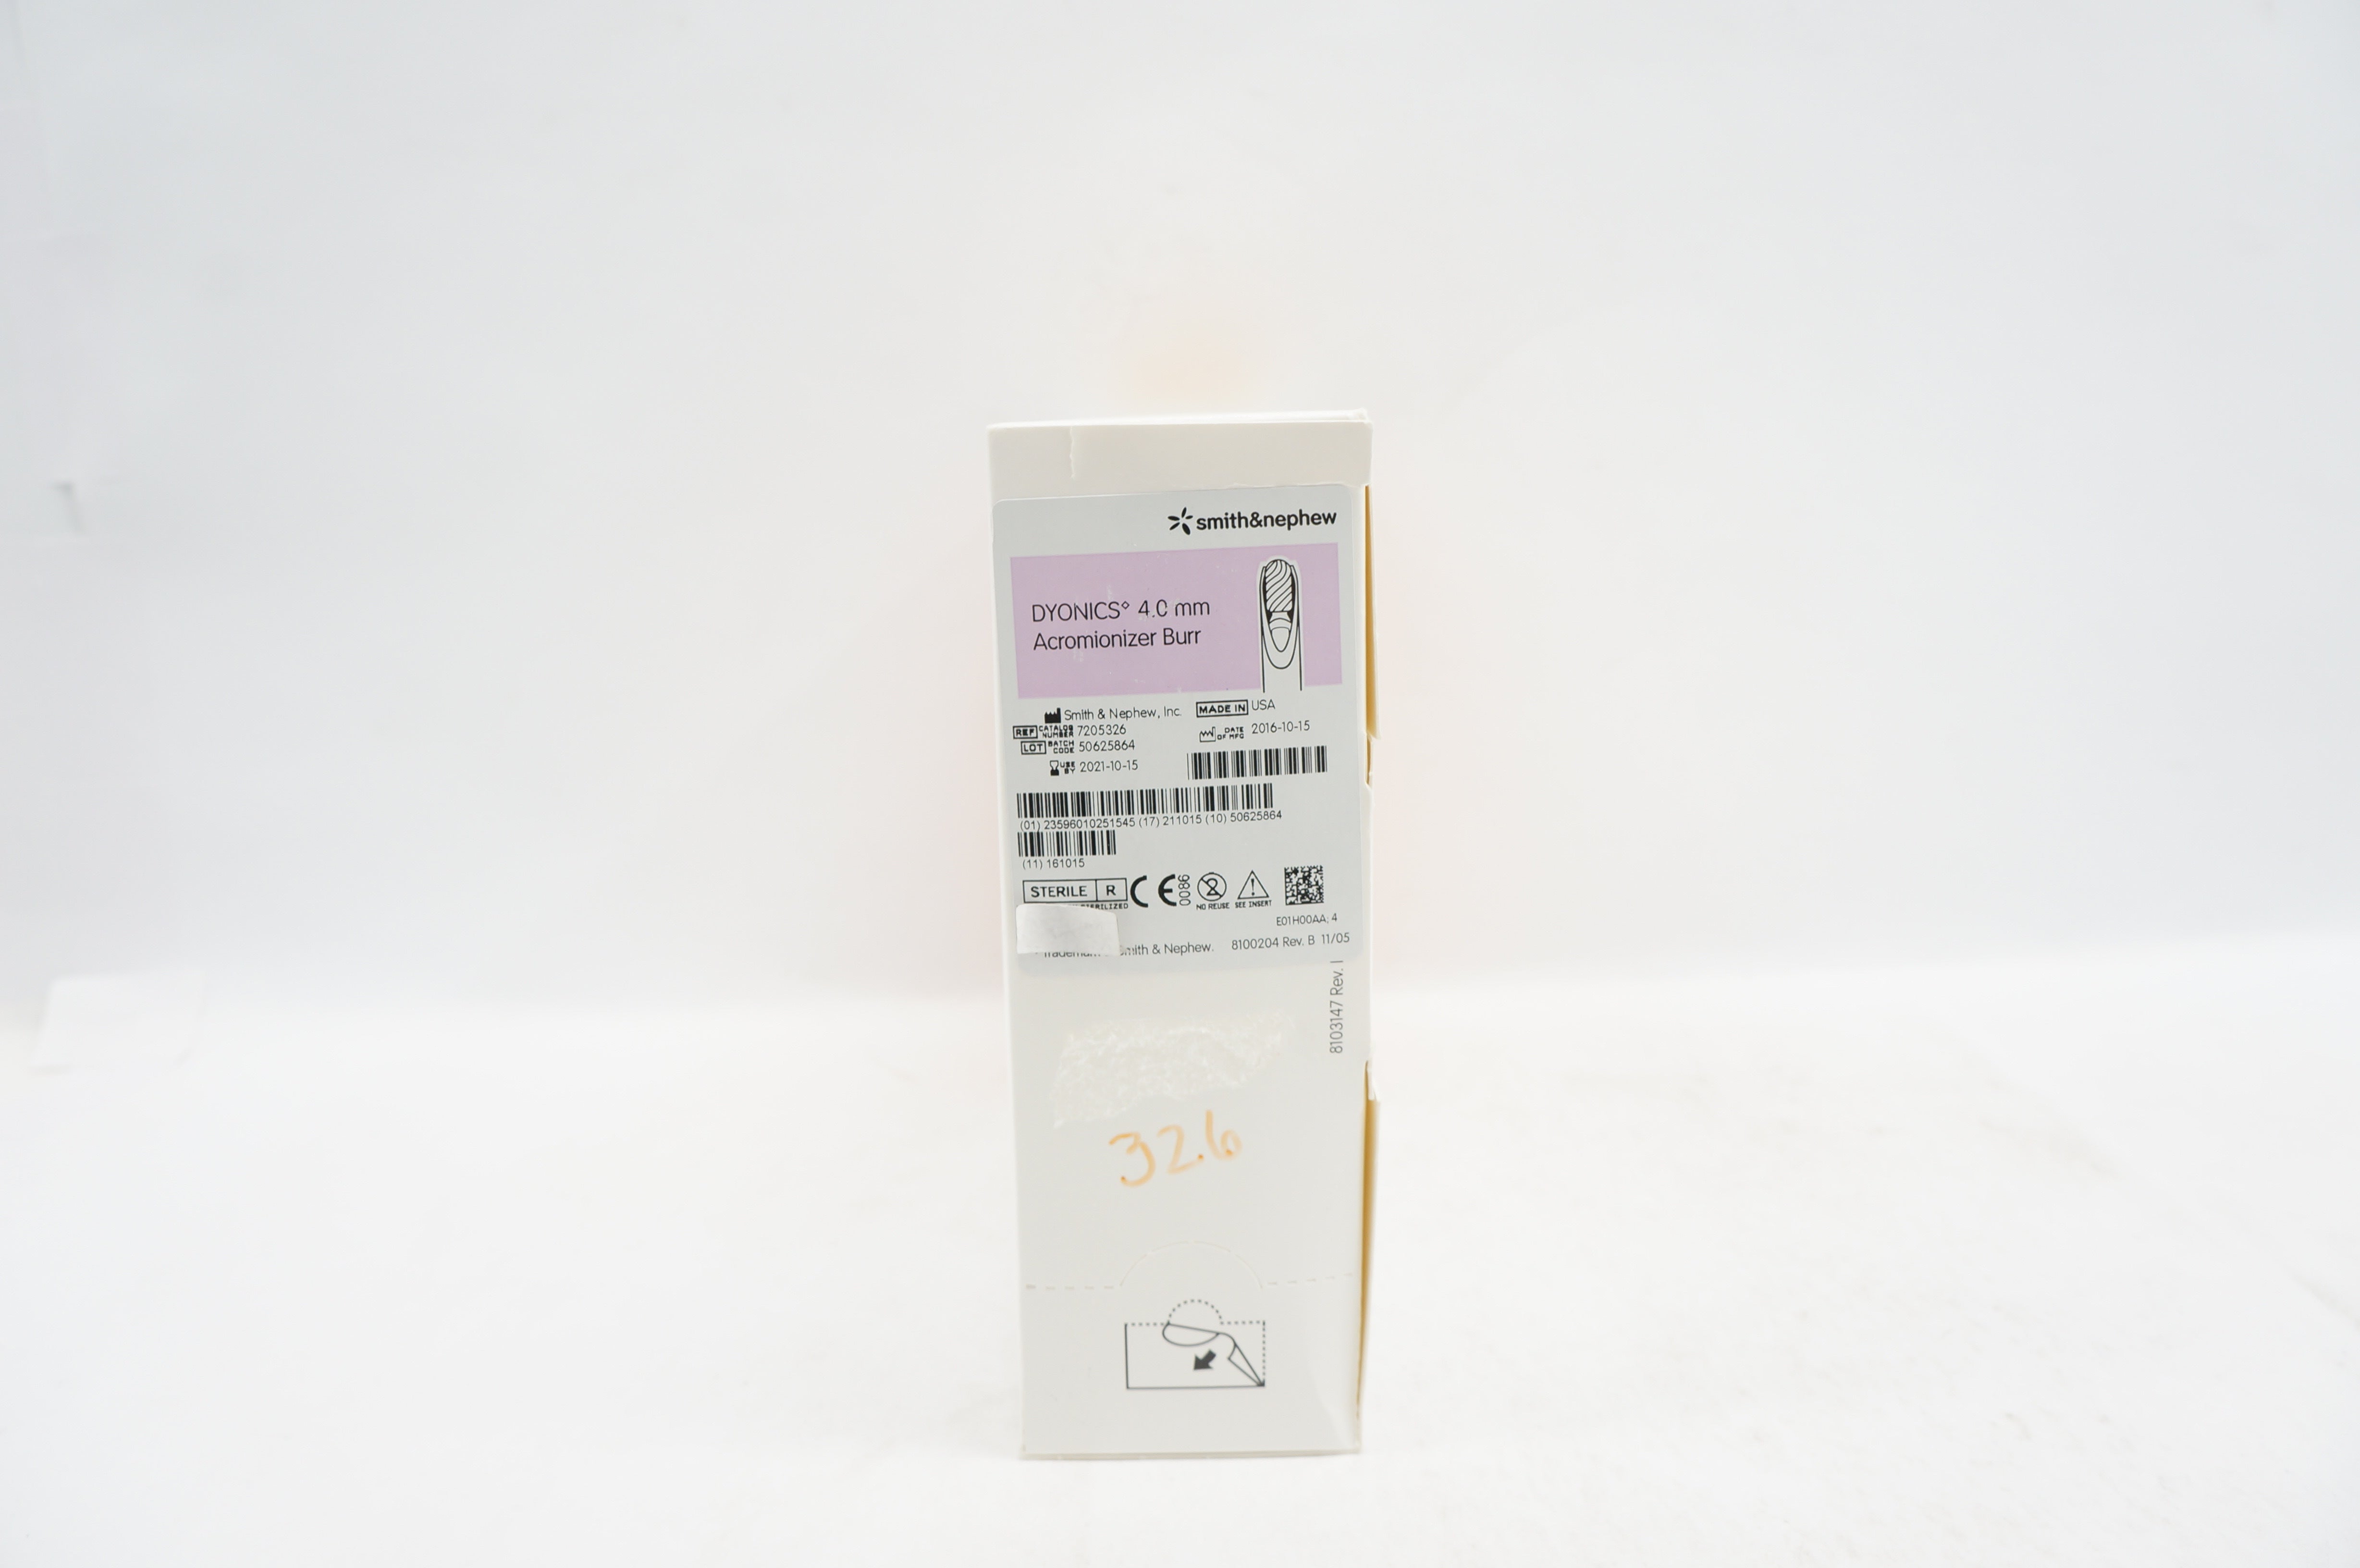 smith&nephew
DYONICS◊ 4.0 mm
Acromionizer Burr
Smith & Nephew, Inc. MADE IN USA
REF CATALOG NUMBER 7205326
DATE OF MFG 2016-10-15
LOT BATCH CODE 50625864
USE BY 2021-10-15
(01) 23596010251545 (17) 211015 (10) 50625864
(11) 161015
STERILE R CE 0086
NO REUSE SEE INSERT
E01H00AA; 4
& Nephew. 8100204 Rev. B 11/05
8103147 Rev. I
326